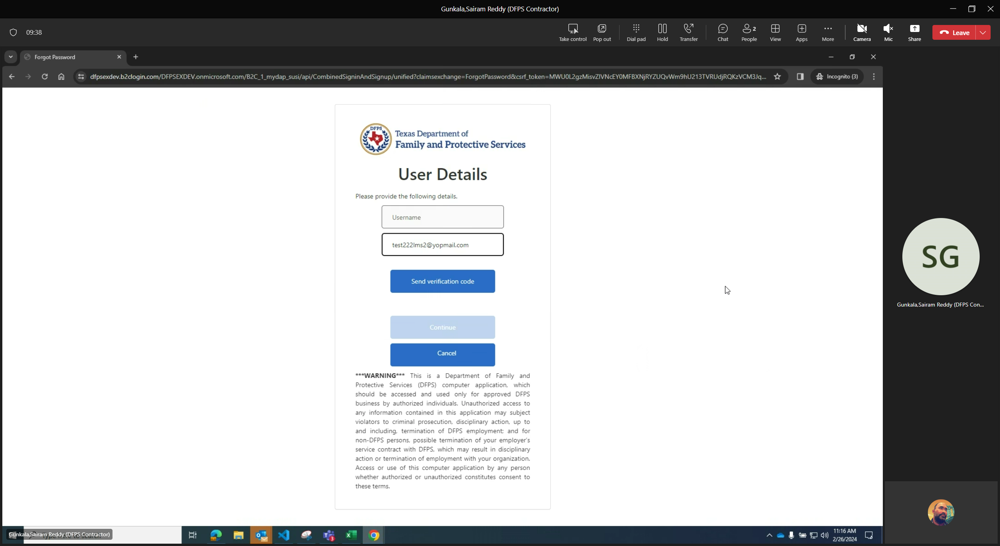 Gunkala,Sairam Reddy (DFPS Contractor)
09:38
Take control
Pop out
Dial pad
Hold
Transfer
Chat
People
2
View
Apps
More
Camera
Mic
Share
Leave
Forgot Password
dfpsexdev.b2clogin.com/DFPSEXDEV.onmicrosoft.com/B2C_1_mydap_susi/api/CombinedSigninAndSignup/unified?claimsexchange=ForgotPassword&csrf_token=MWU0L2gzMisvZlVNcEY0MFBXNjRYZUQvWm9hU213TVRUdjRQKzVCM3Jq...
Incognito (3)
DFPS
Texas Department of
Family and Protective Services
User Details
Please provide the following details.
Username
test222lms2@yopmail.com
Send verification code
Continue
Cancel
***WARNING*** This is a Department of Family and
Protective Services (DFPS) computer application, which
should be accessed and used only for approved DFPS
business by authorized individuals. Unauthorized access to
any information contained in this application may subject
violators to criminal prosecution, disciplinary action, up to
and including, termination of DFPS employment; and for
non-DFPS persons, possible termination of your employer's
service contract with DFPS, which may result in disciplinary
action or termination of employment with your organization.
Access or use of this computer application by any person
whether authorized or unauthorized constitutes consent to
these terms.
SG
Gunkala,Sairam Reddy (DFPS Con...
Gunkala,Sairam Reddy (DFPS Contractor)
3
11:16 AM
2/26/2024